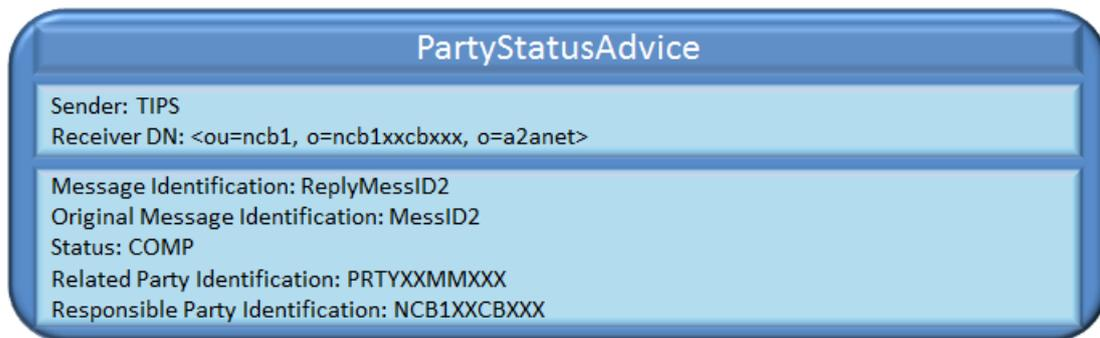 PartyStatusAdvice
Sender: TIPS
Receiver DN: <ou=ncb1, o=ncb1xxcbxxx, o=a2anet>
Message Identification: ReplyMessID2
Original Message Identification: MessID2
Status: COMP
Related Party Identification: PRTYXXMMXXX
Responsible Party Identification: NCB1XXCBXXX